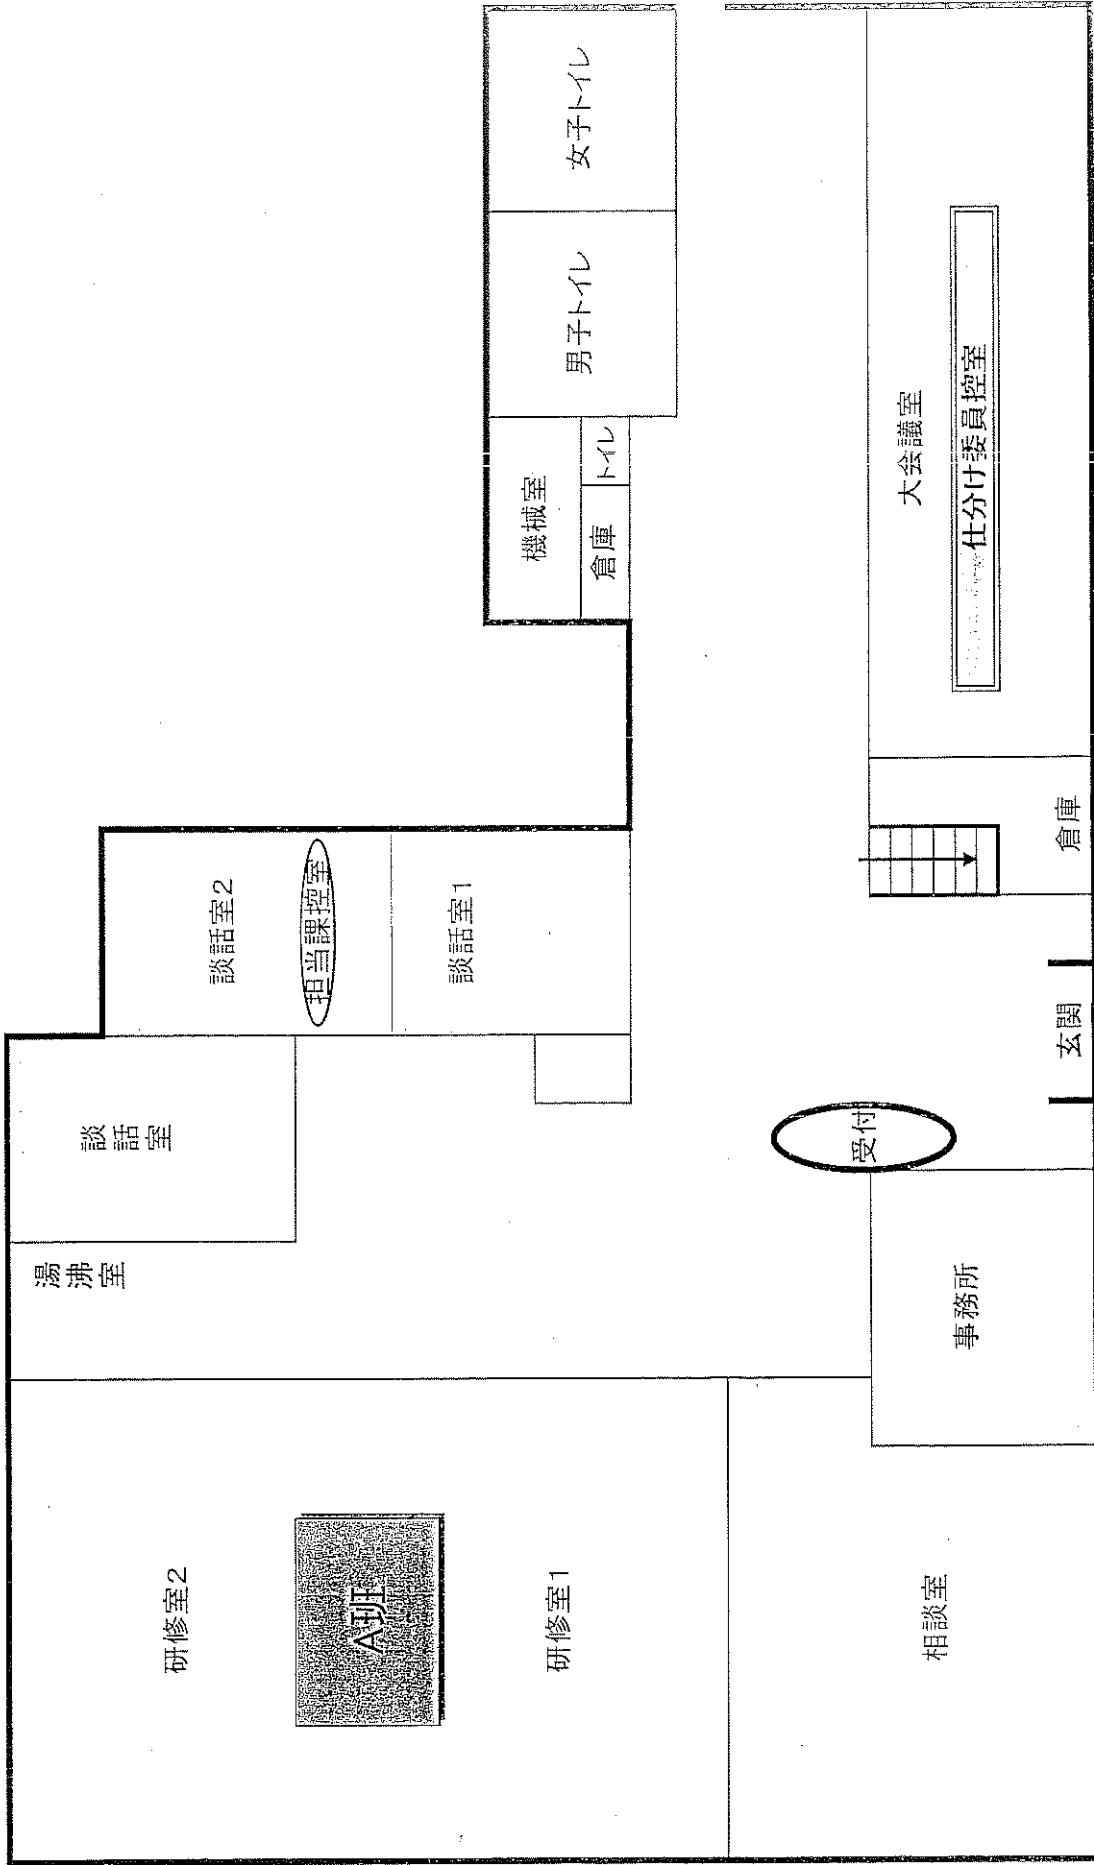 研修室2
A班
研修室1
相談室
湯沸室
談話室
事務所
受付
玄関
談話室2
担当課控室
談話室1
倉庫
機械室
倉庫
トイレ
大会議室
仕分け委員控室
男子トイレ
女子トイレ